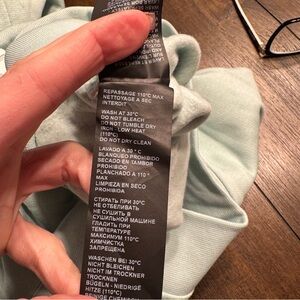 REPASSAGE 110°C MAX
NETTOYAGE A SEC
INTERDIT
WASH AT 30°C
DO NOT BLEACH
DO NOT TUMBLE DRY
IRON - LOW HEAT
(110°C)
DO NOT DRY CLEAN
LAVADO A 30° C
BLANQUEO PROHIBIDO
SECADO EN TAMBOR
PROHIBIDO
PLANCHADO A 110°
MAX
LIMPIEZA EN SECO
PROHIBIDA
СТИРАТЬ ПРИ 30°C
НЕ ОТБЕЛИВАТЬ
НЕ СУШИТЬ В
СУШИЛЬНОЙ МАШИНЕ
ГЛАДИТЬ ПРИ
ТЕМПЕРАТУРЕ
МАКСИМУМ 110°C
ХИМЧИСТКА
ЗАПРЕЩЕНА
WASCHEN BEI 30°C
NICHT BLEICHEN
NICHT IM TROCKNER
TROCKNEN
BÜGELN - NIEDRIGE
HITZE (110°C)